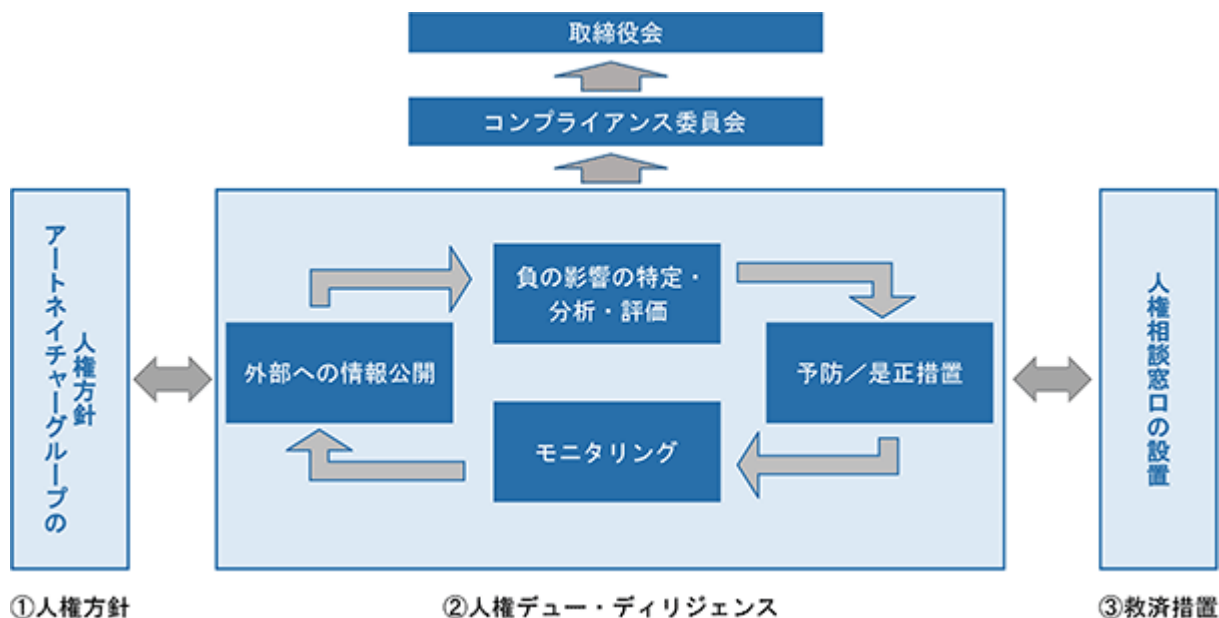 取締役会
コンプライアンス委員会
アートネイチャーグループの
人権方針
負の影響の特定・
分析・評価
外部への情報公開
予防／是正措置
モニタリング
人権相談窓口の設置
①人権方針
②人権デュー・ディリジェンス
③救済措置